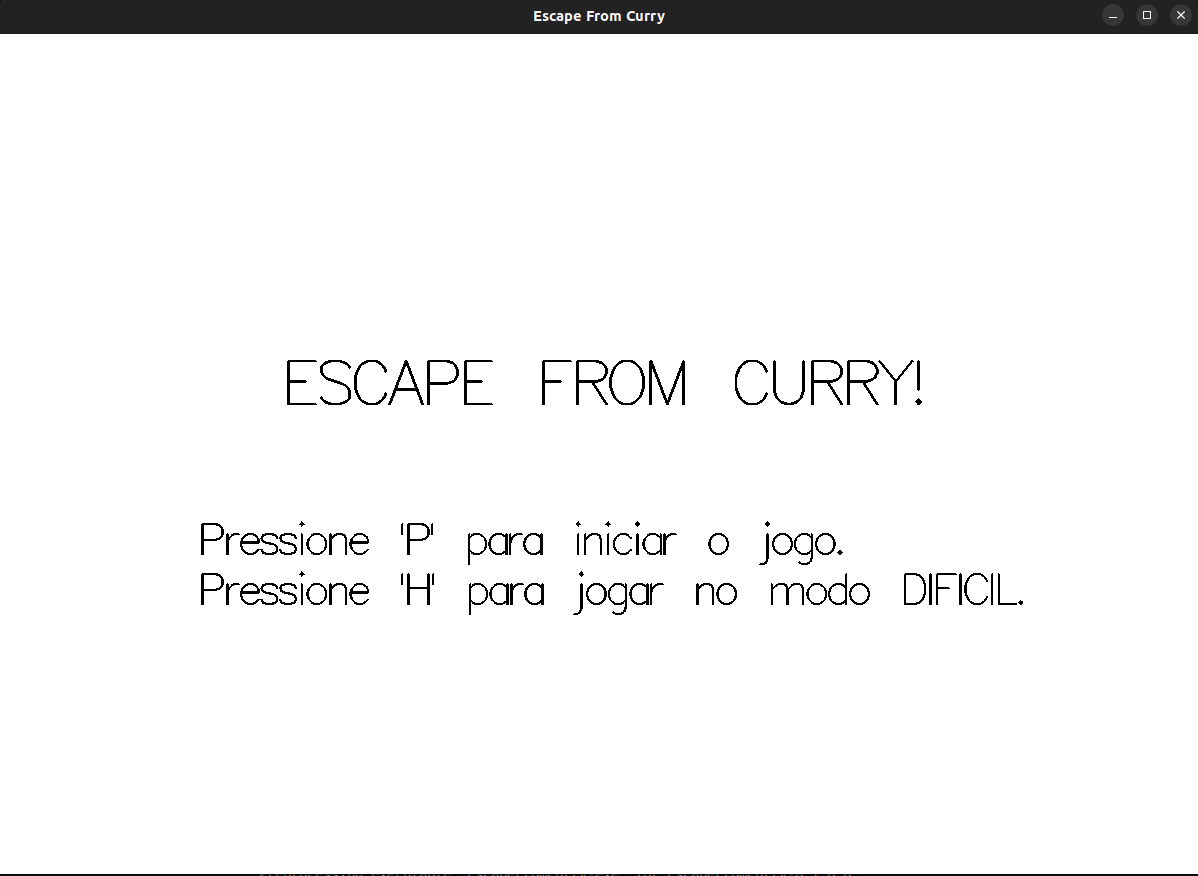 Escape From Curry
ESCAPE FROM CURRY!
Pressione 'P' para iniciar o jogo.
Pressione 'H' para jogar no modo DIFICIL.